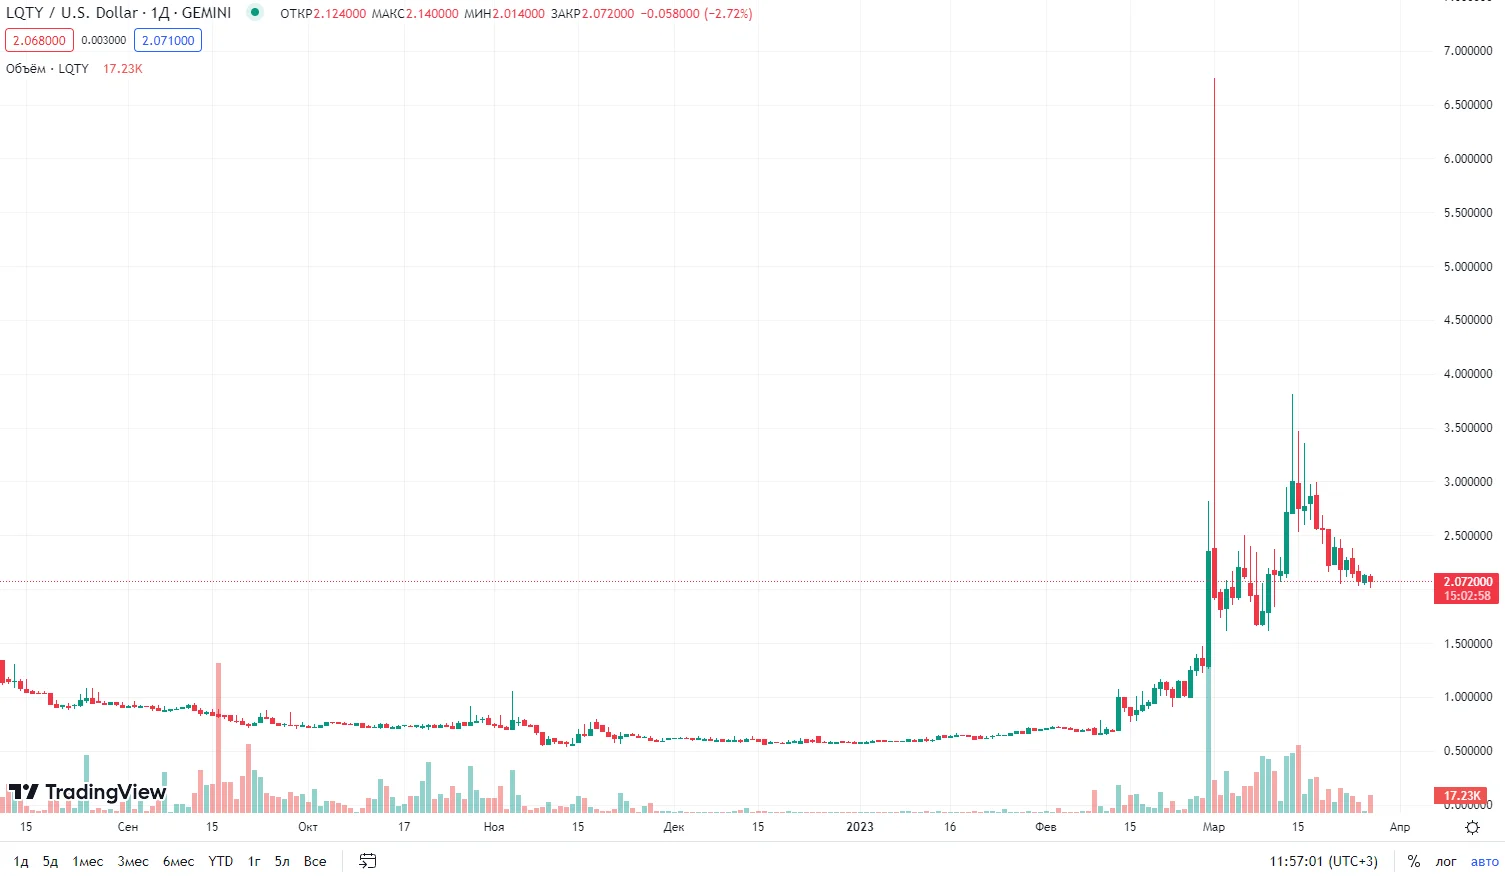 LQTY / U.S. Dollar · 1Д · GEMINI ОТКР2.124000 МАКС2.140000 МИН2.014000 ЗАКР2.072000 −0.058000 (−2.72%)
2.068000 0.003000 2.071000
Объём · LQTY 17.23K
7.000000
6.500000
6.000000
5.500000
5.000000
4.500000
4.000000
3.500000
3.000000
2.500000
2.072000
15:02:58
1.500000
1.000000
0.500000
17.23K
TradingView
15 Сен 15 Окт 17 Ноя 15 Дек 15 2023 16 Фев 15 Мар 15 Апр
1д 5д 1мес 3мес 6мес YTD 1г 5л Все 11:57:01 (UTC+3) % лог авто